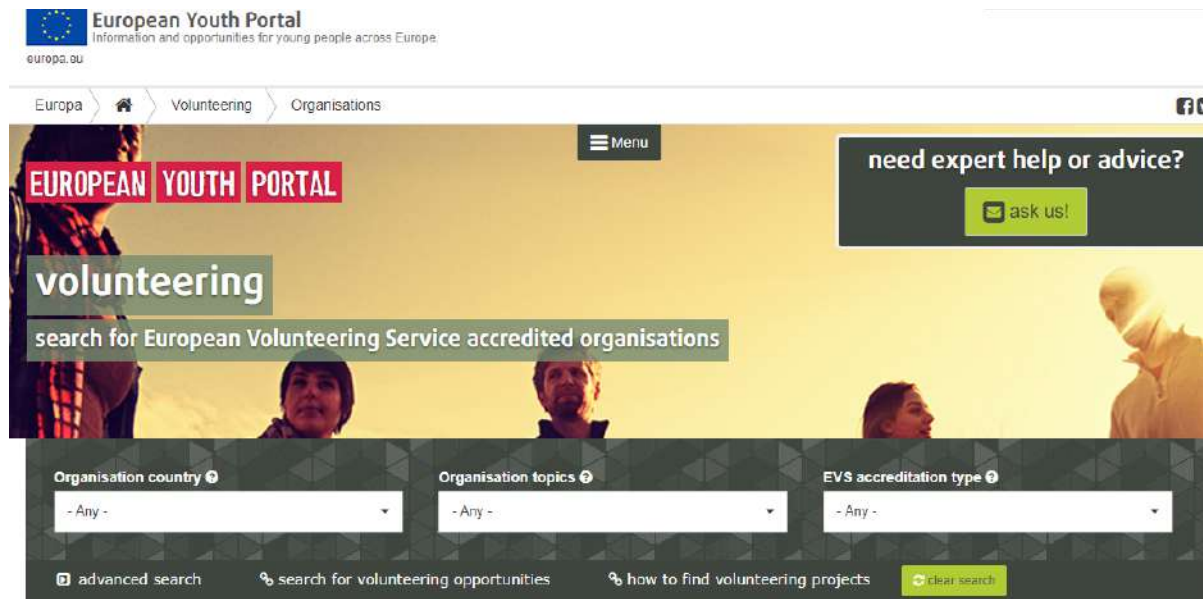 European Youth Portal
Information and opportunities for young people across Europe.
europa.eu
Europa
Volunteering
Organisations
Menu
need expert help or advice?
ask us!
EUROPEAN YOUTH PORTAL
volunteering
search for European Volunteering Service accredited organisations
Organisation country
Organisation topics
EVS accreditation type
- Any -
- Any -
- Any -
advanced search
search for volunteering opportunities
how to find volunteering projects
clear search